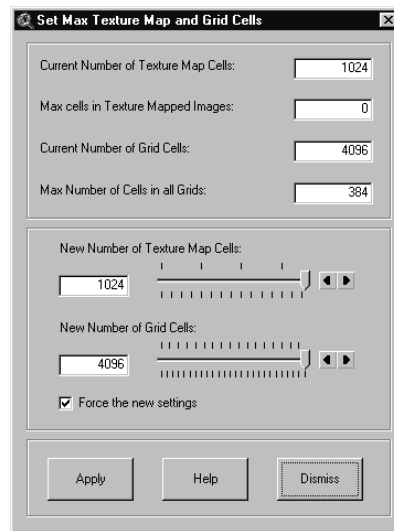 Set Max Texture Map and Grid Cells
Current Number of Texture Map Cells: 1024
Max cells in Texture Mapped Images: 0
Current Number of Grid Cells: 4096
Max Number of Cells in all Grids: 384
New Number of Texture Map Cells:
1024
New Number of Grid Cells:
4096
Force the new settings
Apply Help Dismiss